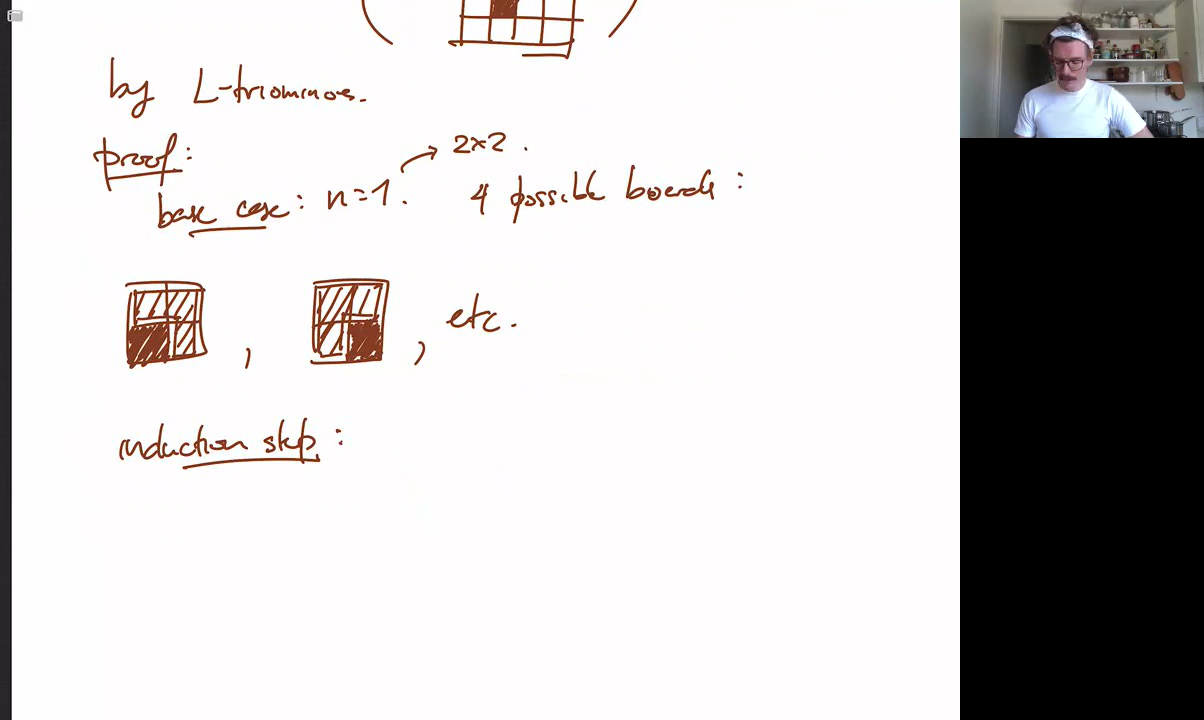 by L-triominoes.
proof:
base case: n=1. → 2×2.
4 possible boards:
, , etc.
induction step: